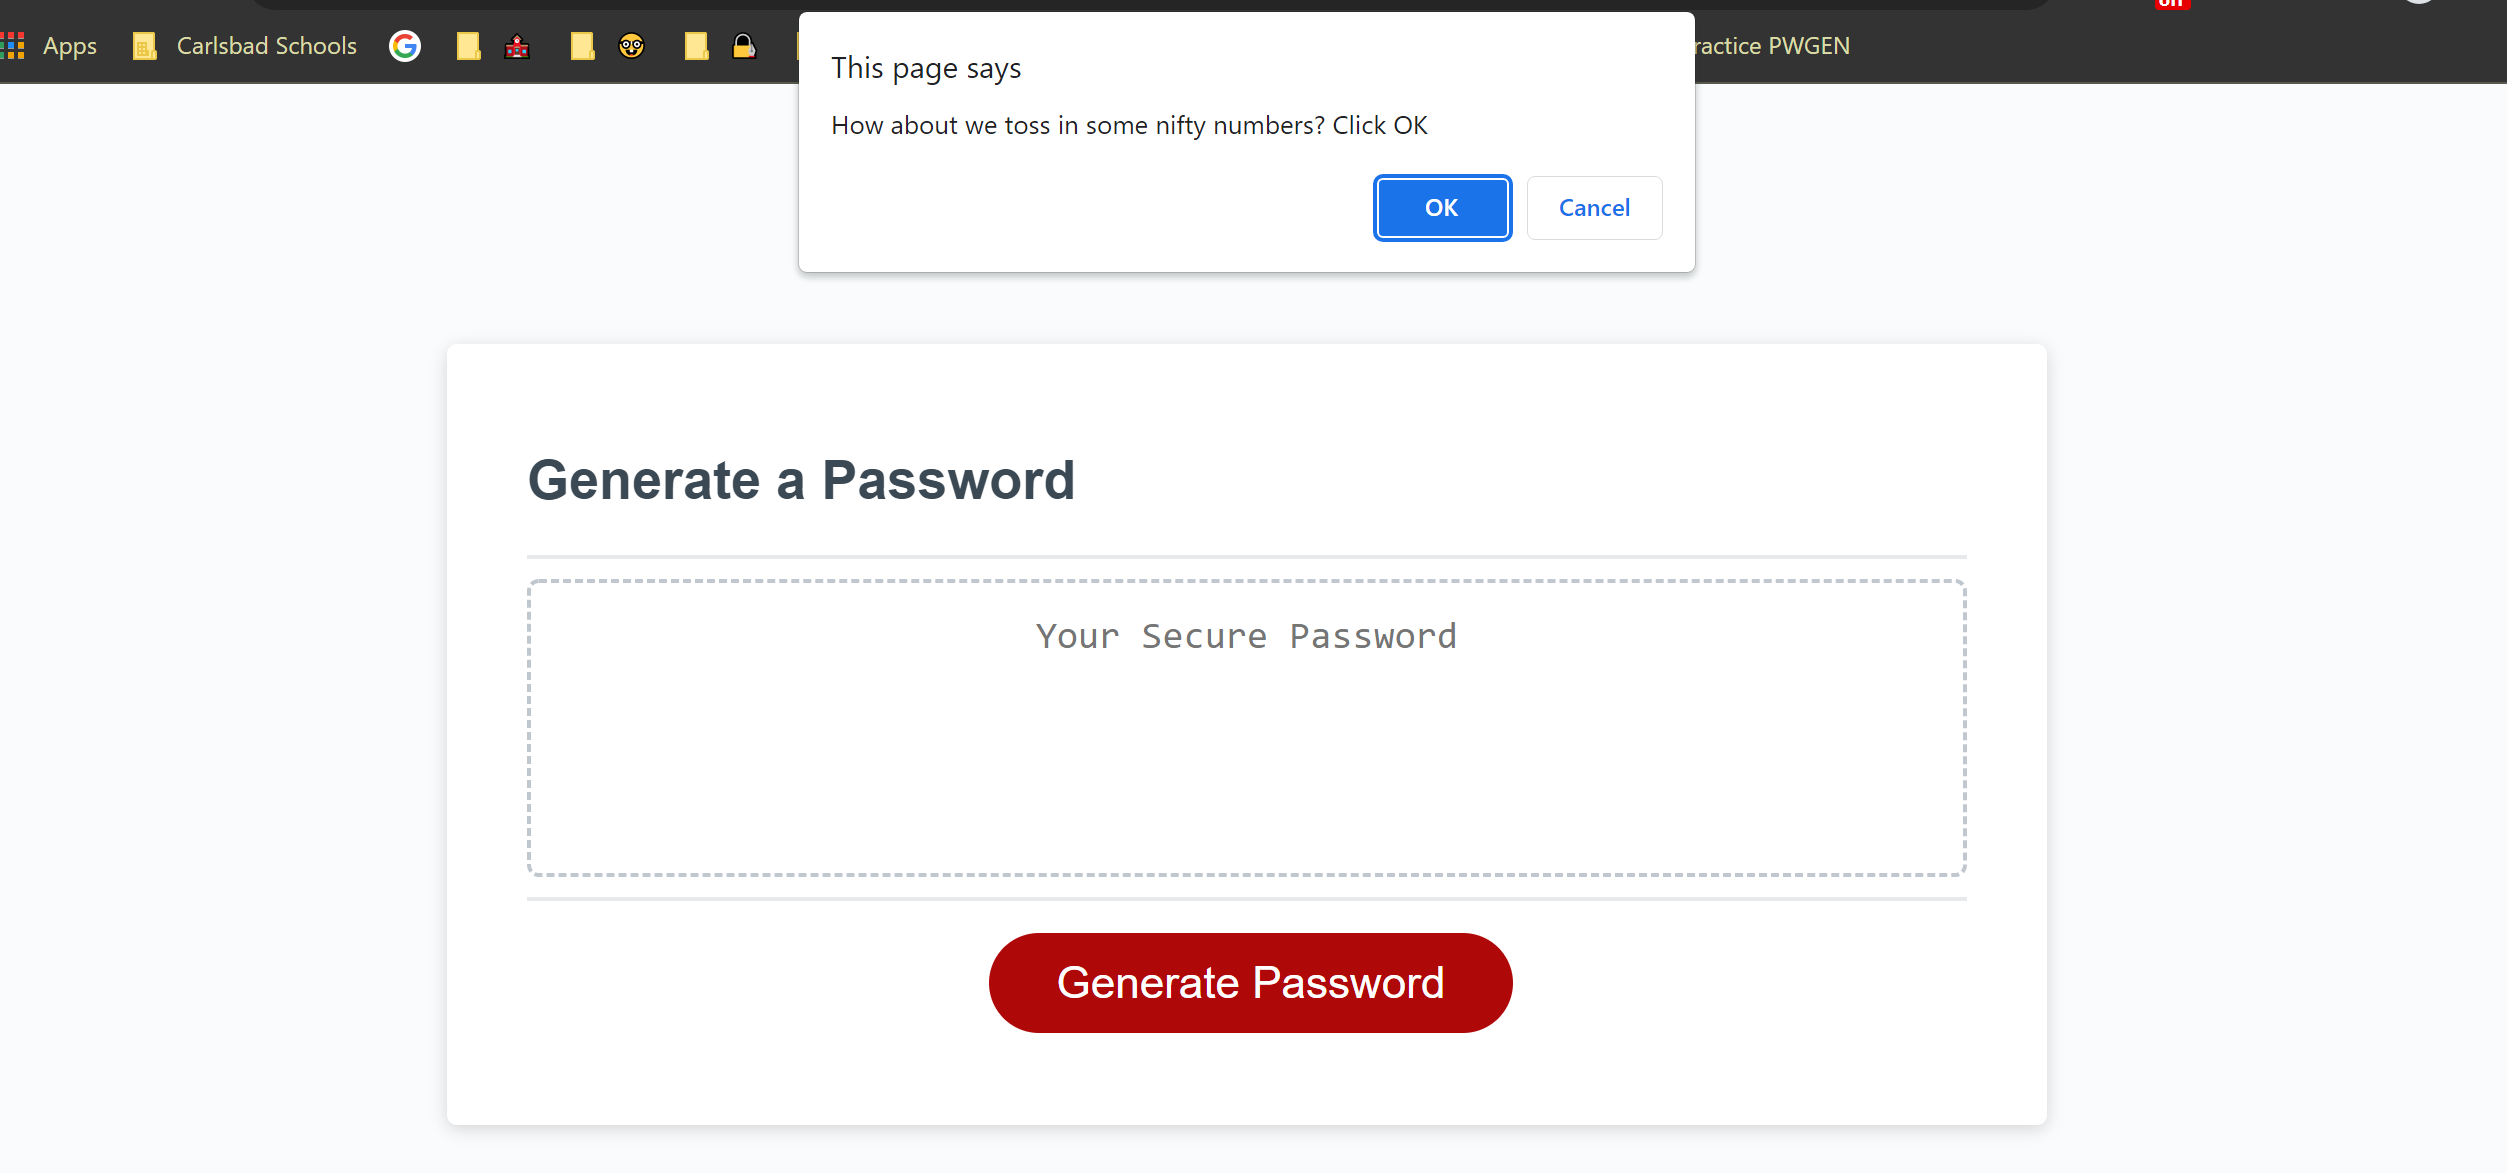 Apps
Carlsbad Schools
PWGEN
This page says
How about we toss in some nifty numbers? Click OK
OK
Cancel
Generate a Password
Your Secure Password
Generate Password